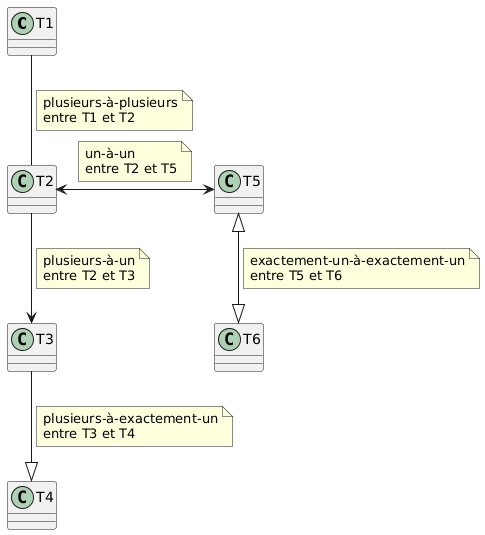 C T1
plusieurs-à-plusieurs
entre T1 et T2
un-à-un
entre T2 et T5
C T2
C T5
plusieurs-à-un
entre T2 et T3
exactement-un-à-exactement-un
entre T5 et T6
C T3
C T6
plusieurs-à-exactement-un
entre T3 et T4
C T4